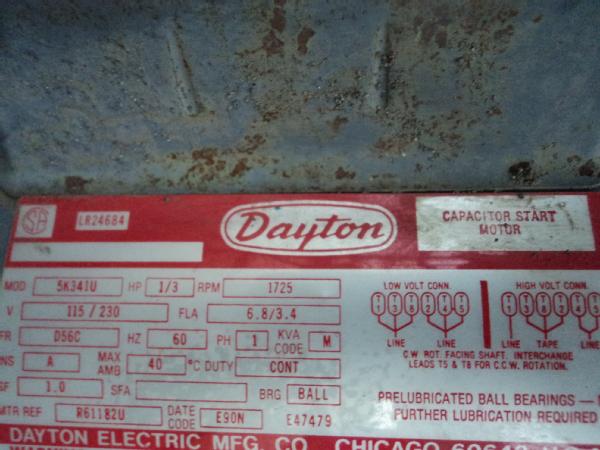 SA LR24684 Dayton CAPACITOR START
MOTOR
MOD 5K341U HP 1/3 RPM 1725
V 115/230 FLA 6.8/3.4
FR D56C HZ 60 PH 1 KVA CODE M
NS A MAX AMB 40 °C DUTY CONT
SF 1.0 SFA BRG BALL
MTR REF R61182U DATE CODE E90N E47479
LOW VOLT CONN. HIGH VOLT CONN.
LINE LINE LINE TAPE LINE
C.W ROT. FACING SHAFT. INTERCHANGE
LEADS T5 & T8 FOR C.C.W. ROTATION.
PRELUBRICATED BALL BEARINGS —
FURTHER LUBRICATION REQUIRED
DAYTON ELECTRIC MFG. CO. CHICAGO